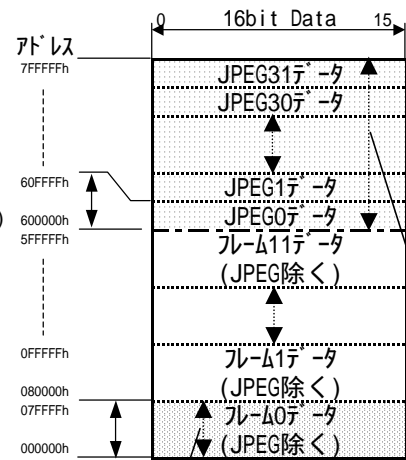 0 16bit Data 15
アドレス
7FFFFFh
JPEG31データ
JPEG30データ
60FFFFh
JPEG1データ
JPEG0データ
600000h
)
5FFFFFh
フレーム11データ
(JPEG除く)
0FFFFFh
フレーム1データ
(JPEG除く)
080000h
07FFFFh
フレーム0データ
(JPEG除く)
000000h